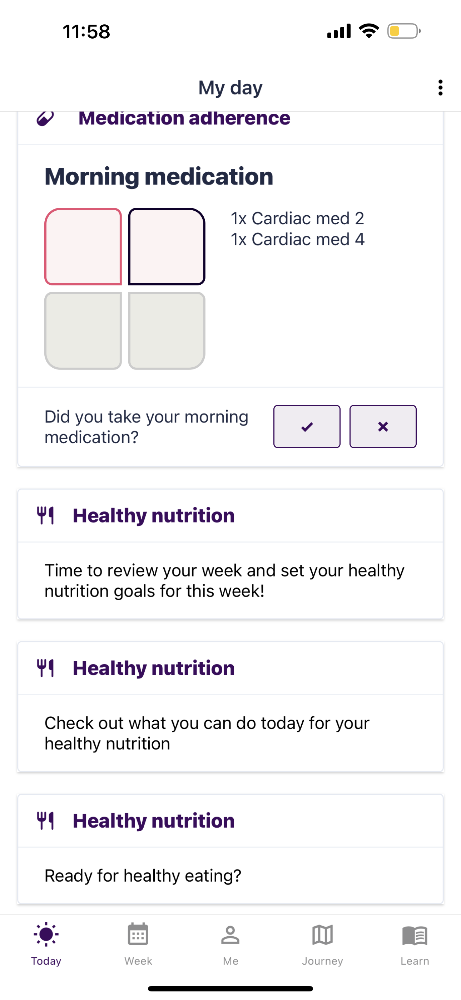 11:58
My day
Medication adherence
Morning medication
1x Cardiac med 2
1x Cardiac med 4
Did you take your morning
medication?
Healthy nutrition
Time to review your week and set your healthy
nutrition goals for this week!
Healthy nutrition
Check out what you can do today for your
healthy nutrition
Healthy nutrition
Ready for healthy eating?
Today
Week
Me
Journey
Learn